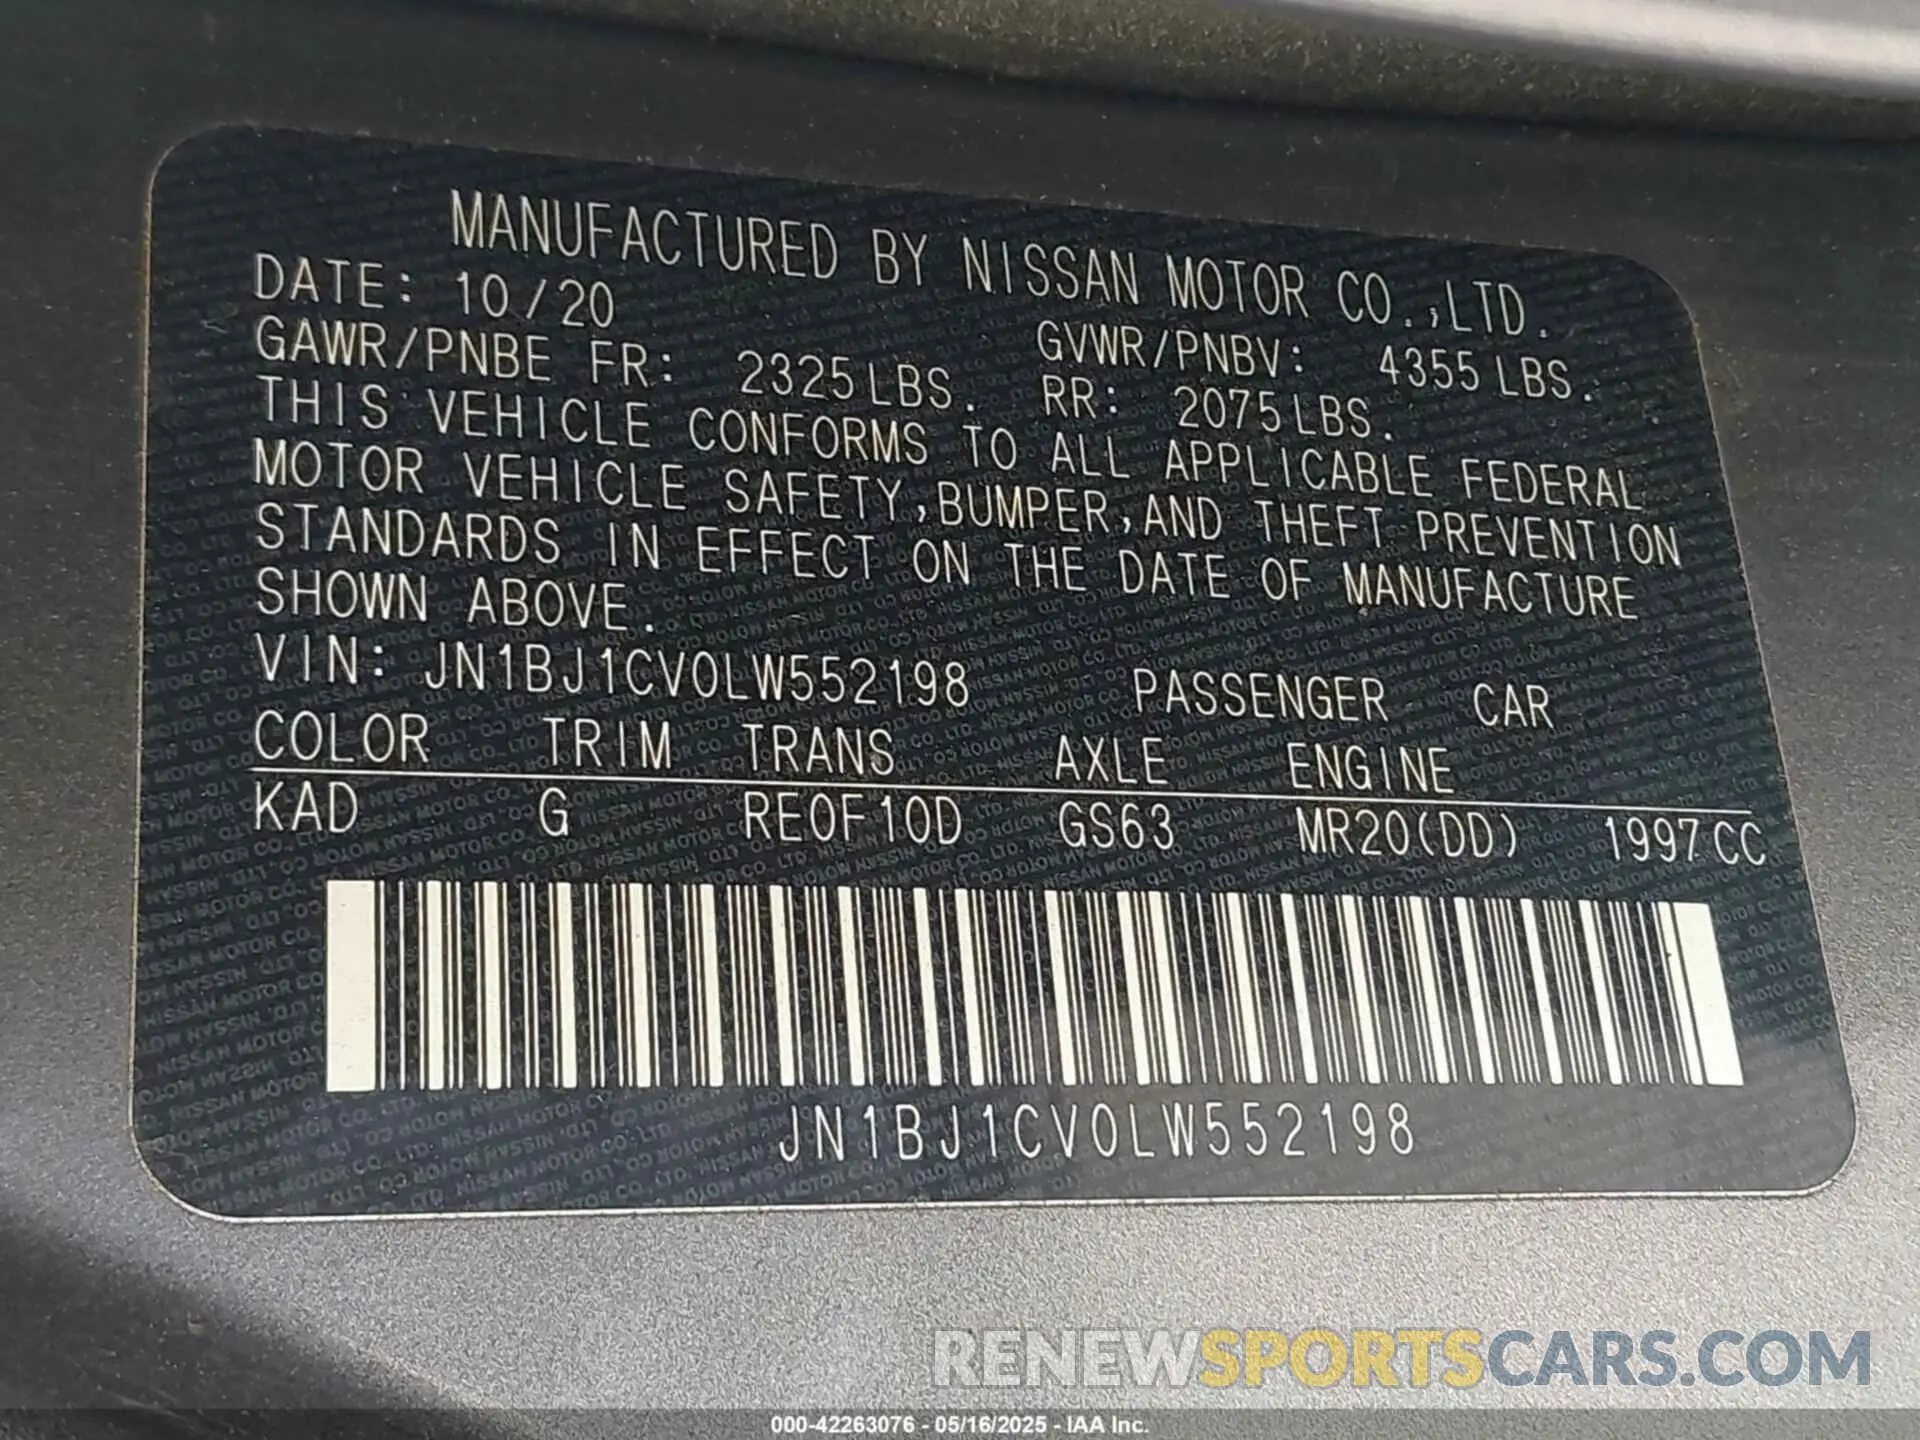 MANUFACTURED BY NISSAN MOTOR CO.,LTD.
DATE: 10/20 GVWR/PNBV: 4355 LBS.
GAWR/PNBE FR: 2325 LBS. RR: 2075 LBS.
THIS VEHICLE CONFORMS TO ALL APPLICABLE FEDERAL
MOTOR VEHICLE SAFETY,BUMPER,AND THEFT PREVENTION
STANDARDS IN EFFECT ON THE DATE OF MANUFACTURE
SHOWN ABOVE.
VIN: JN1BJ1CV0LW552198 PASSENGER CAR
COLOR TRIM TRANS AXLE ENGINE
KAD G RE0F10D GS63 MR20(DD) 1997 CC
JN1BJ1CV0LW552198
RENEWSPORTSCARS.COM
000-42263076 - 05/16/2025 - IAA Inc.